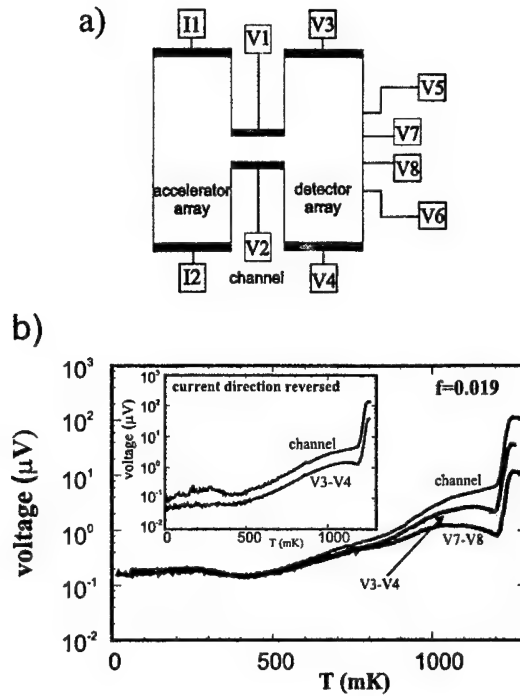 a)
I1
V1
V3
V5
V7
V8
V6
accelerator
array
detector
array
I2
V2
channel
V4
b)
voltage (μV)
10³
10²
10¹
10⁰
10⁻¹
10⁻²
f=0.019
channel
V7-V8
V3-V4
0
500
1000
T (mK)
current direction reversed
voltage (μV)
10³
10²
10¹
10⁰
10⁻¹
10⁻²
channel
V3-V4
0
500
1000
T (mK)